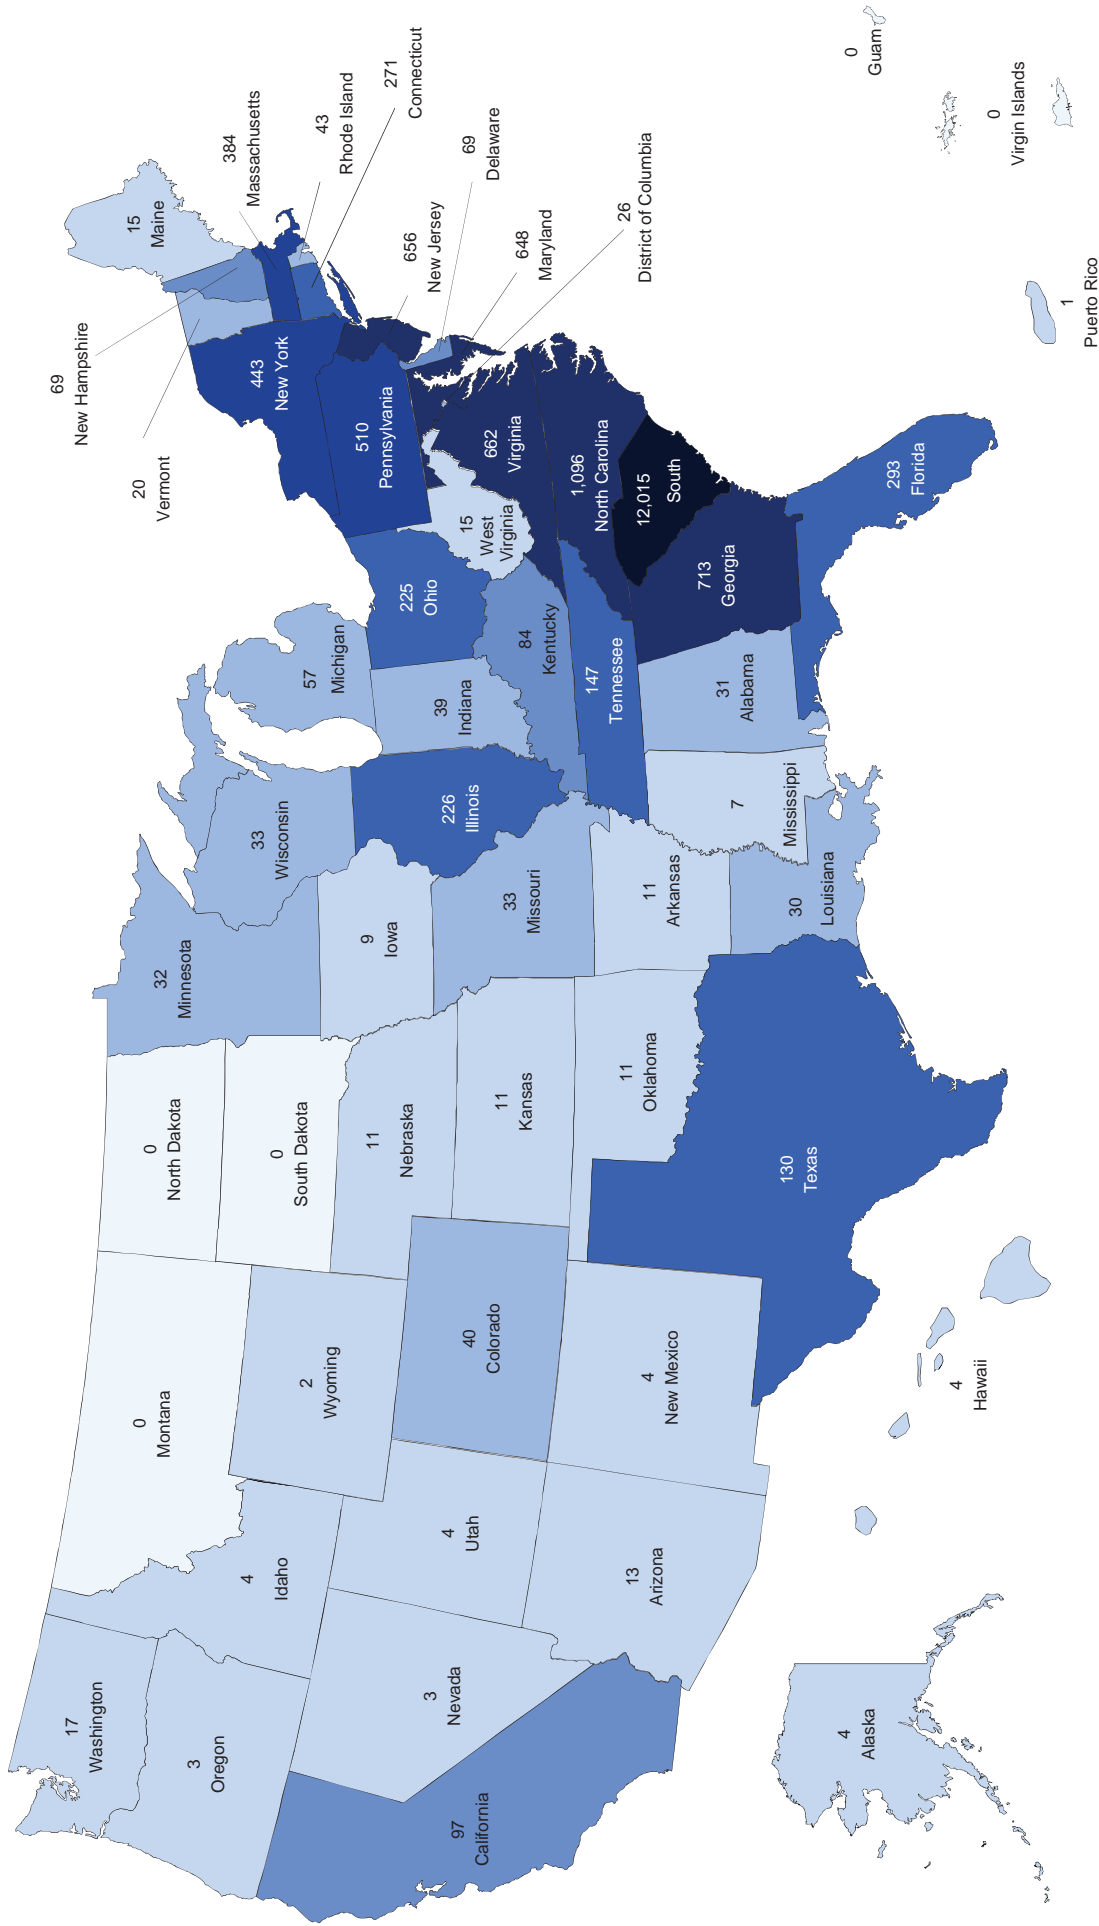 17
Washington
3
Oregon
97
California
3
Nevada
4
Idaho
0
Montana
2
Wyoming
4
Utah
13
Arizona
40
Colorado
4
New Mexico
0
North Dakota
0
South Dakota
11
Nebraska
11
Kansas
11
Oklahoma
130
Texas
32
Minnesota
9
Iowa
33
Missouri
11
Arkansas
30
Louisiana
33
Wisconsin
226
Illinois
7
Mississippi
57
Michigan
39
Indiana
84
Kentucky
147
Tennessee
31
Alabama
225
Ohio
15
West
Virginia
713
Georgia
293
Florida
12,015
South
1,096
North Carolina
662
Virginia
510
Pennsylvania
443
New York
20
Vermont
69
New Hampshire
15
Maine
384
Massachusetts
43
Rhode Island
271
Connecticut
656
New Jersey
69
Delaware
648
Maryland
26
District of Columbia
4
Alaska
4
Hawaii
1
Puerto Rico
0
Virgin Islands
0
Guam